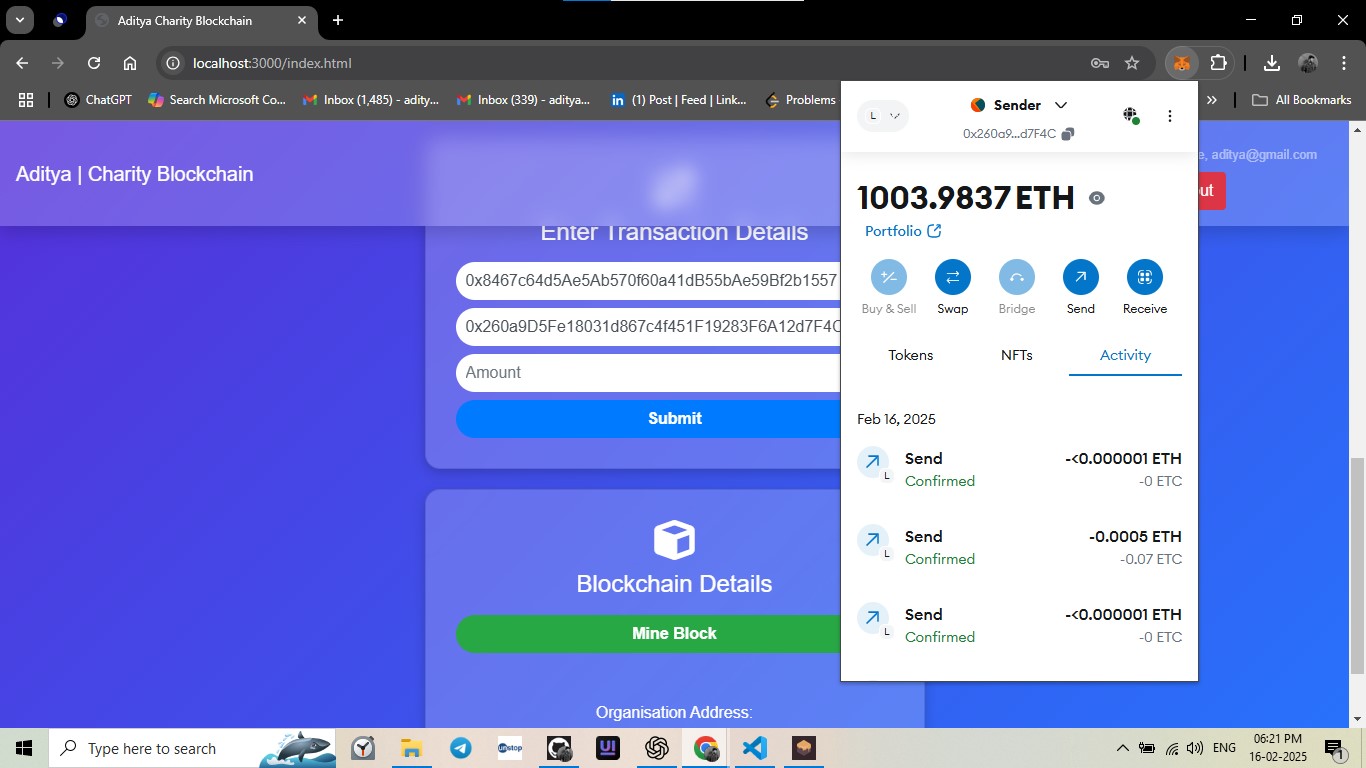 Aditya Charity Blockchain
localhost:3000/index.html
ChatGPT
Search Microsoft Co...
Inbox (1,485) - adity...
Inbox (339) - aditya...
(1) Post | Feed | Link...
Problems
»
All Bookmarks
Aditya | Charity Blockchain
e, aditya@gmail.com
ut
Enter Transaction Details
0x8467c64d5Ae5Ab570f60a41dB55bAe59Bf2b1557
0x260a9D5Fe18031d867c4f451F19283F6A12d7F4C
Amount
Submit
Blockchain Details
Mine Block
Organisation Address:
L
Sender
0x260a9...d7F4C
1003.9837 ETH
Portfolio
Buy & Sell
Swap
Bridge
Send
Receive
Tokens
NFTs
Activity
Feb 16, 2025
L
Send
-<0.000001 ETH
Confirmed
-0 ETC
L
Send
-0.0005 ETH
Confirmed
-0.07 ETC
L
Send
-<0.000001 ETH
Confirmed
-0 ETC
Type here to search
unstop
UI
ENG
06:21 PM
16-02-2025
1